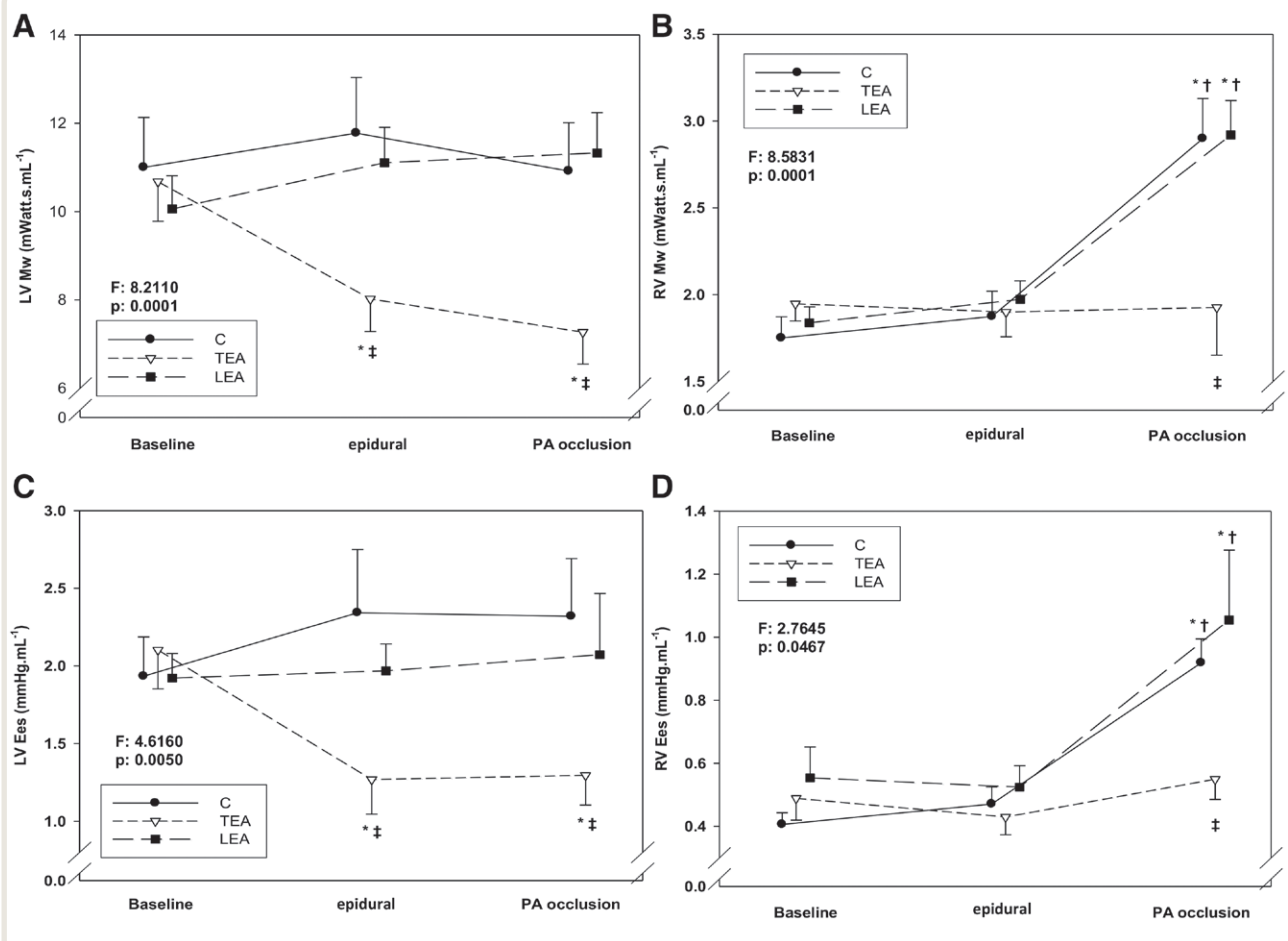 A
14
12
10
8
6
0
LV Mw (mWatt.s.mL⁻¹)
F: 8.2110
p: 0.0001
C
TEA
LEA
* ‡
* ‡
Baseline
epidural
PA occlusion
B
3.5
3.0
2.5
2.0
1.5
0.0
RV Mw (mWatt.s.mL⁻¹)
C
TEA
LEA
F: 8.5831
p: 0.0001
* † * †
‡
Baseline
epidural
PA occlusion
C
3.0
2.5
2.0
1.5
1.0
0.0
LV Ees (mmHg.mL⁻¹)
F: 4.6160
p: 0.0050
C
TEA
LEA
* ‡
* ‡
Baseline
epidural
PA occlusion
D
1.4
1.2
1.0
0.8
0.6
0.4
0.0
RV Ees (mmHg.mL⁻¹)
C
TEA
LEA
F: 2.7645
p: 0.0467
* †
* †
‡
Baseline
epidural
PA occlusion